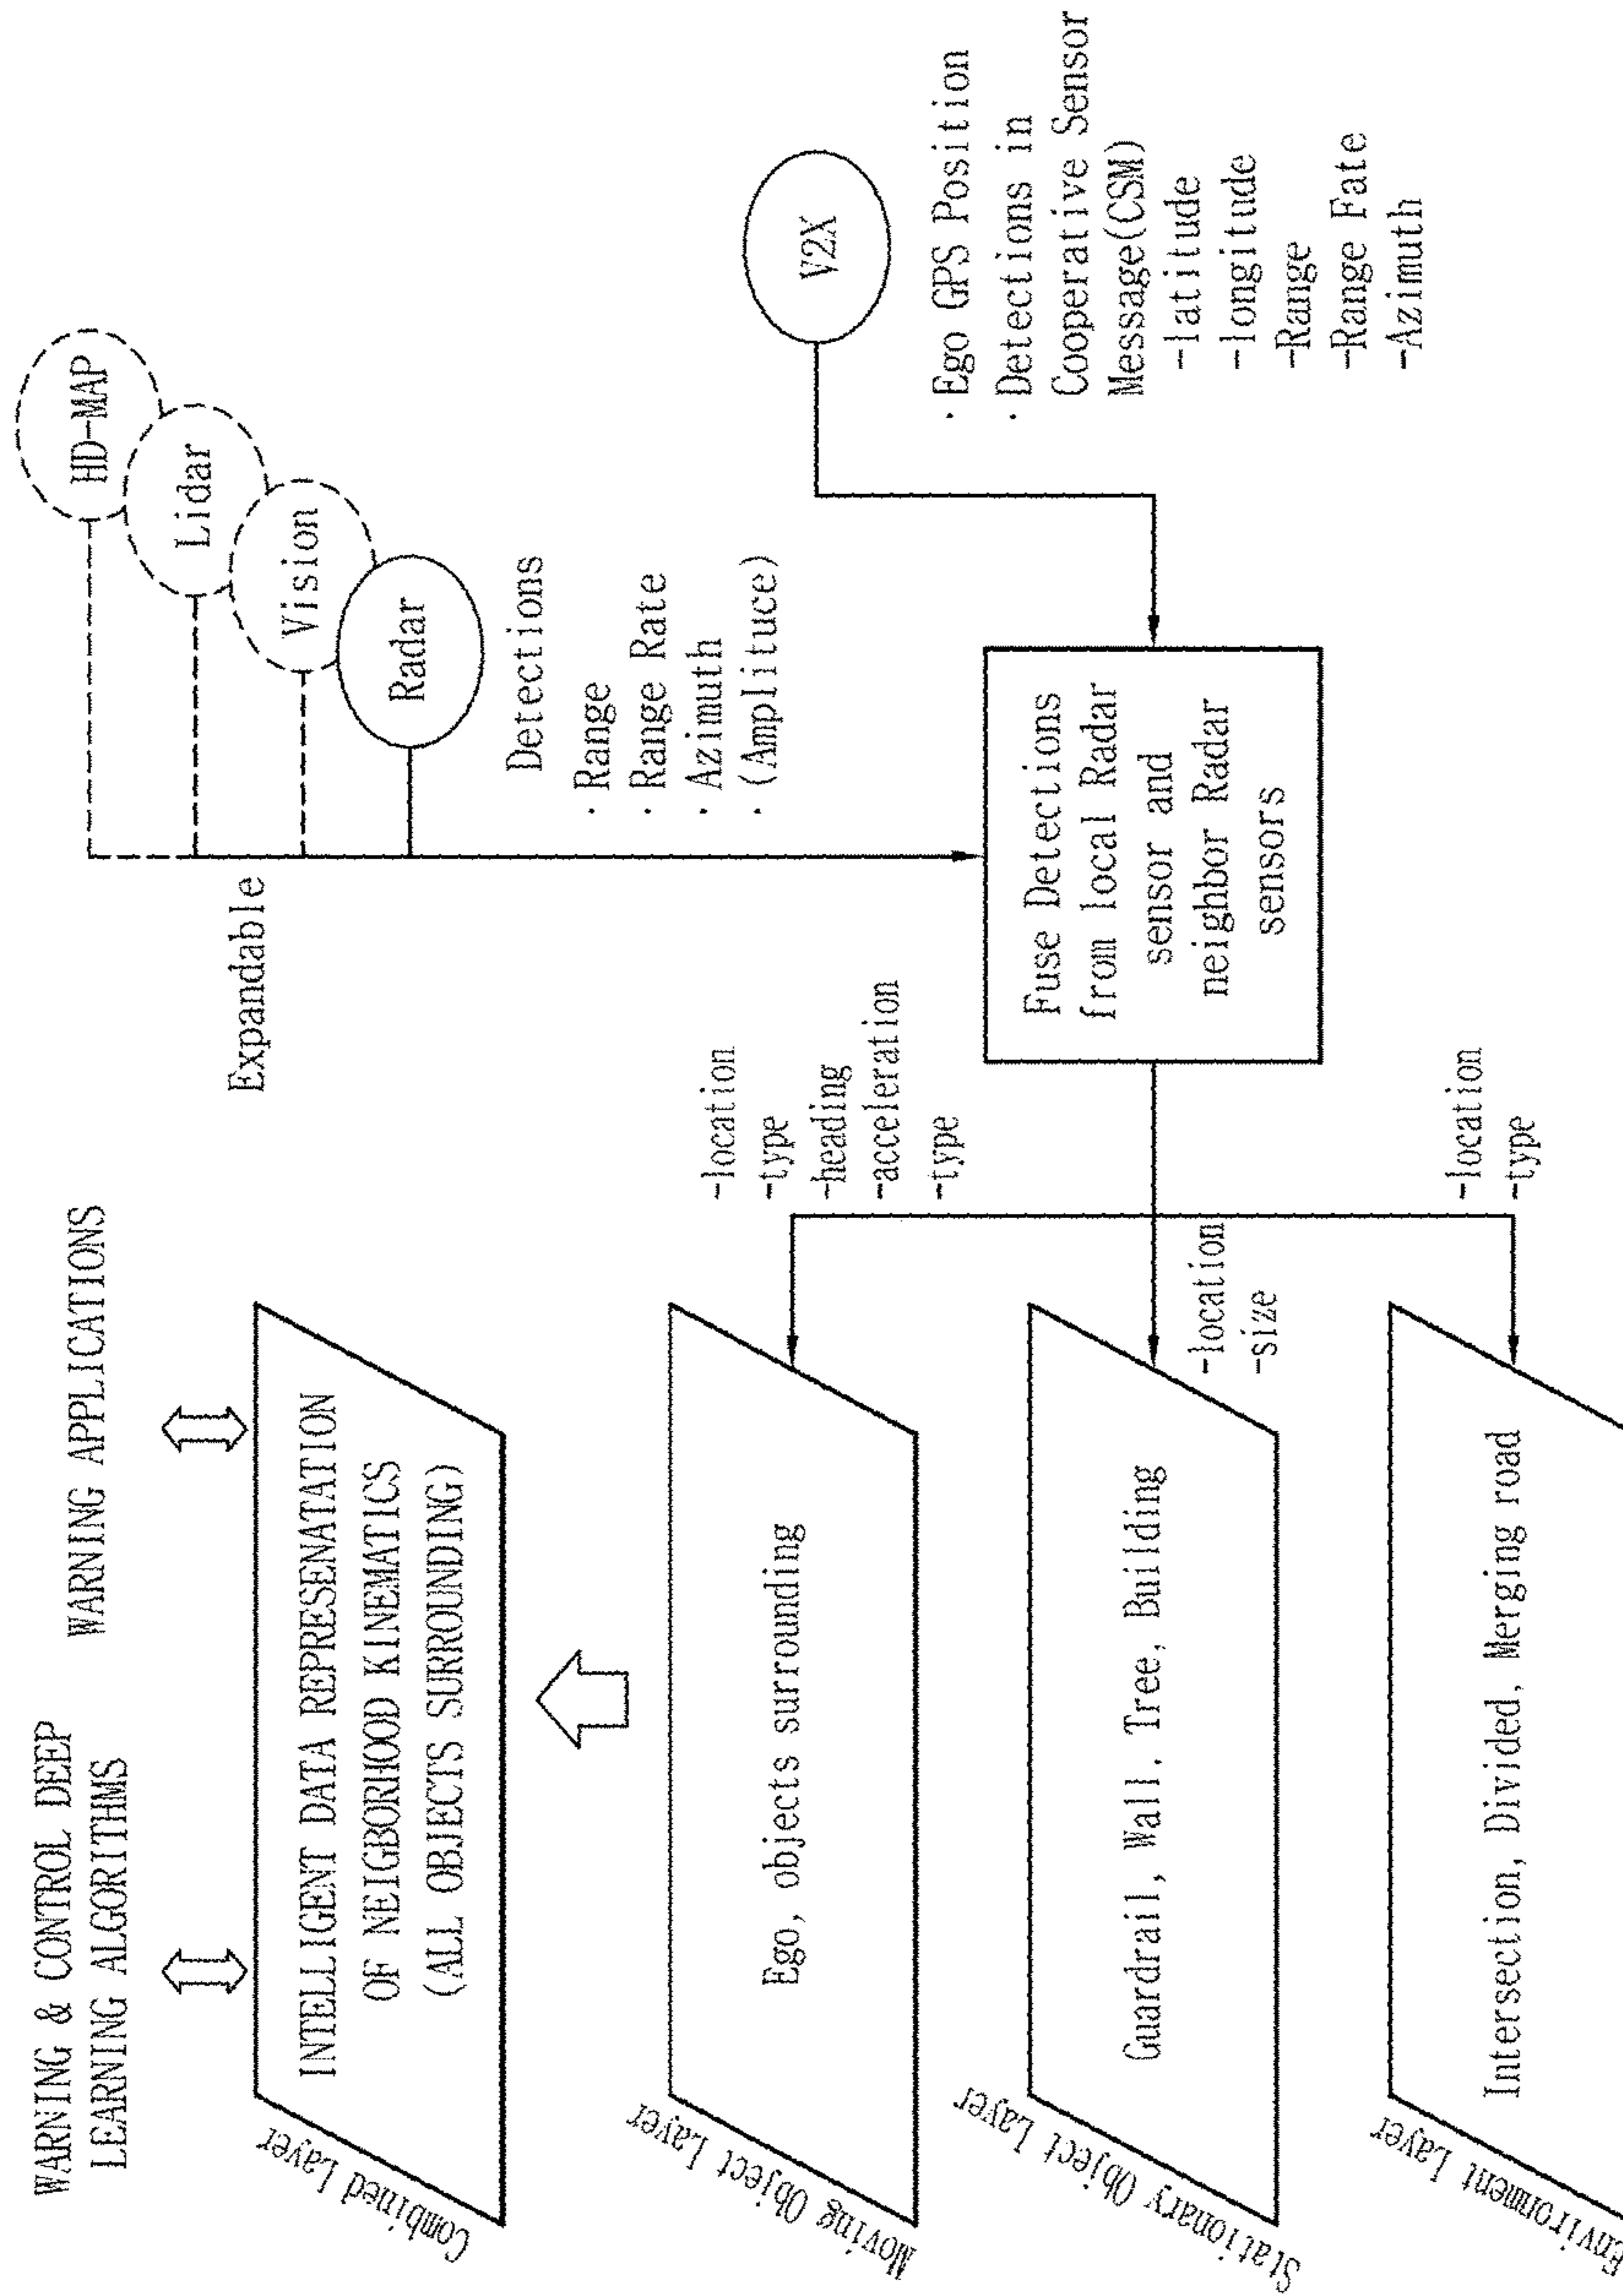 WARNING & CONTROL DEEP
LEARNING ALGORITHMS
WARNING APPLICATIONS
Combined Layer
INTELLIGENT DATA REPRESENATATION
OF NEIGBORHOOD KINEMATICS
(ALL OBJECTS SURROUNDING)
Moving Object Layer
Ego, objects surrounding
Stationary Object Layer
Guardrail, Wall, Tree, Building
Environment Layer
Intersection, Divided, Merging road
-location
-type
-heading
-acceleration
-type
-location
-size
-location
-type
Expandable
HD-MAP
Lidar
Vision
Radar
Detections
· Range
· Range Rate
· Azimuth
· (Amplituce)
Fuse Detections
from local Radar
sensor and
neighbor Radar
sensors
V2X
· Ego GPS Position
· Detections in
Cooperative Sensor
Message(CSM)
-latitude
-longitude
-Range
-Range Fate
-Azimuth